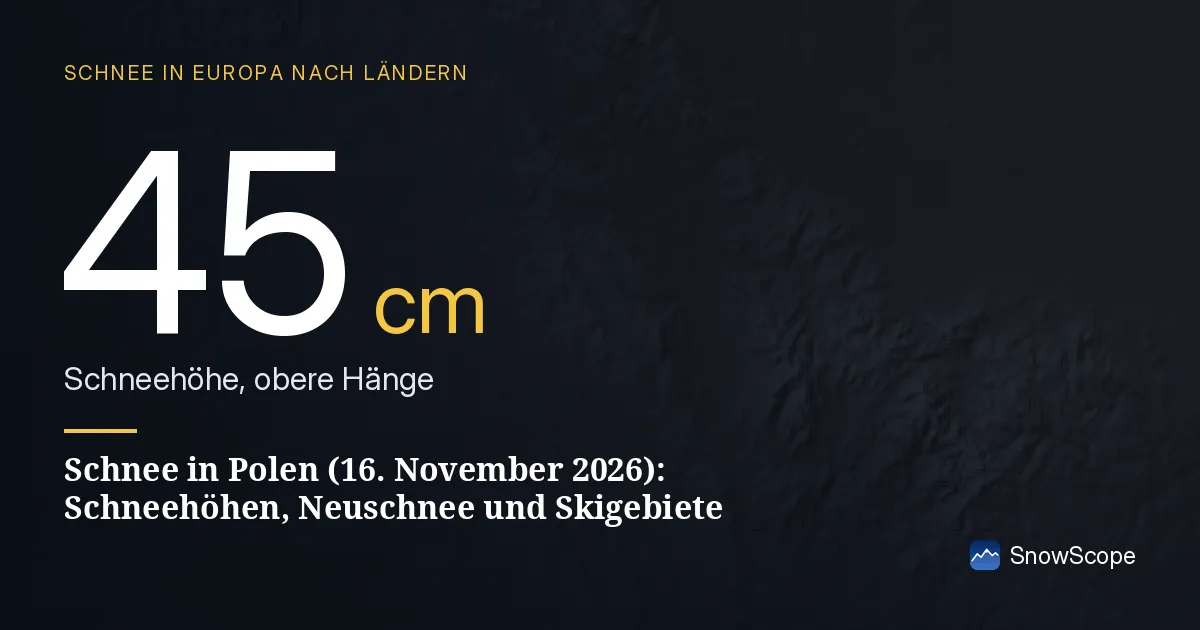 SCHNEE IN EUROPA NACH LÄNDERN
45 cm
Schneehöhe, obere Hänge
Schnee in Polen (16. November 2026):
Schneehöhen, Neuschnee und Skigebiete
SnowScope